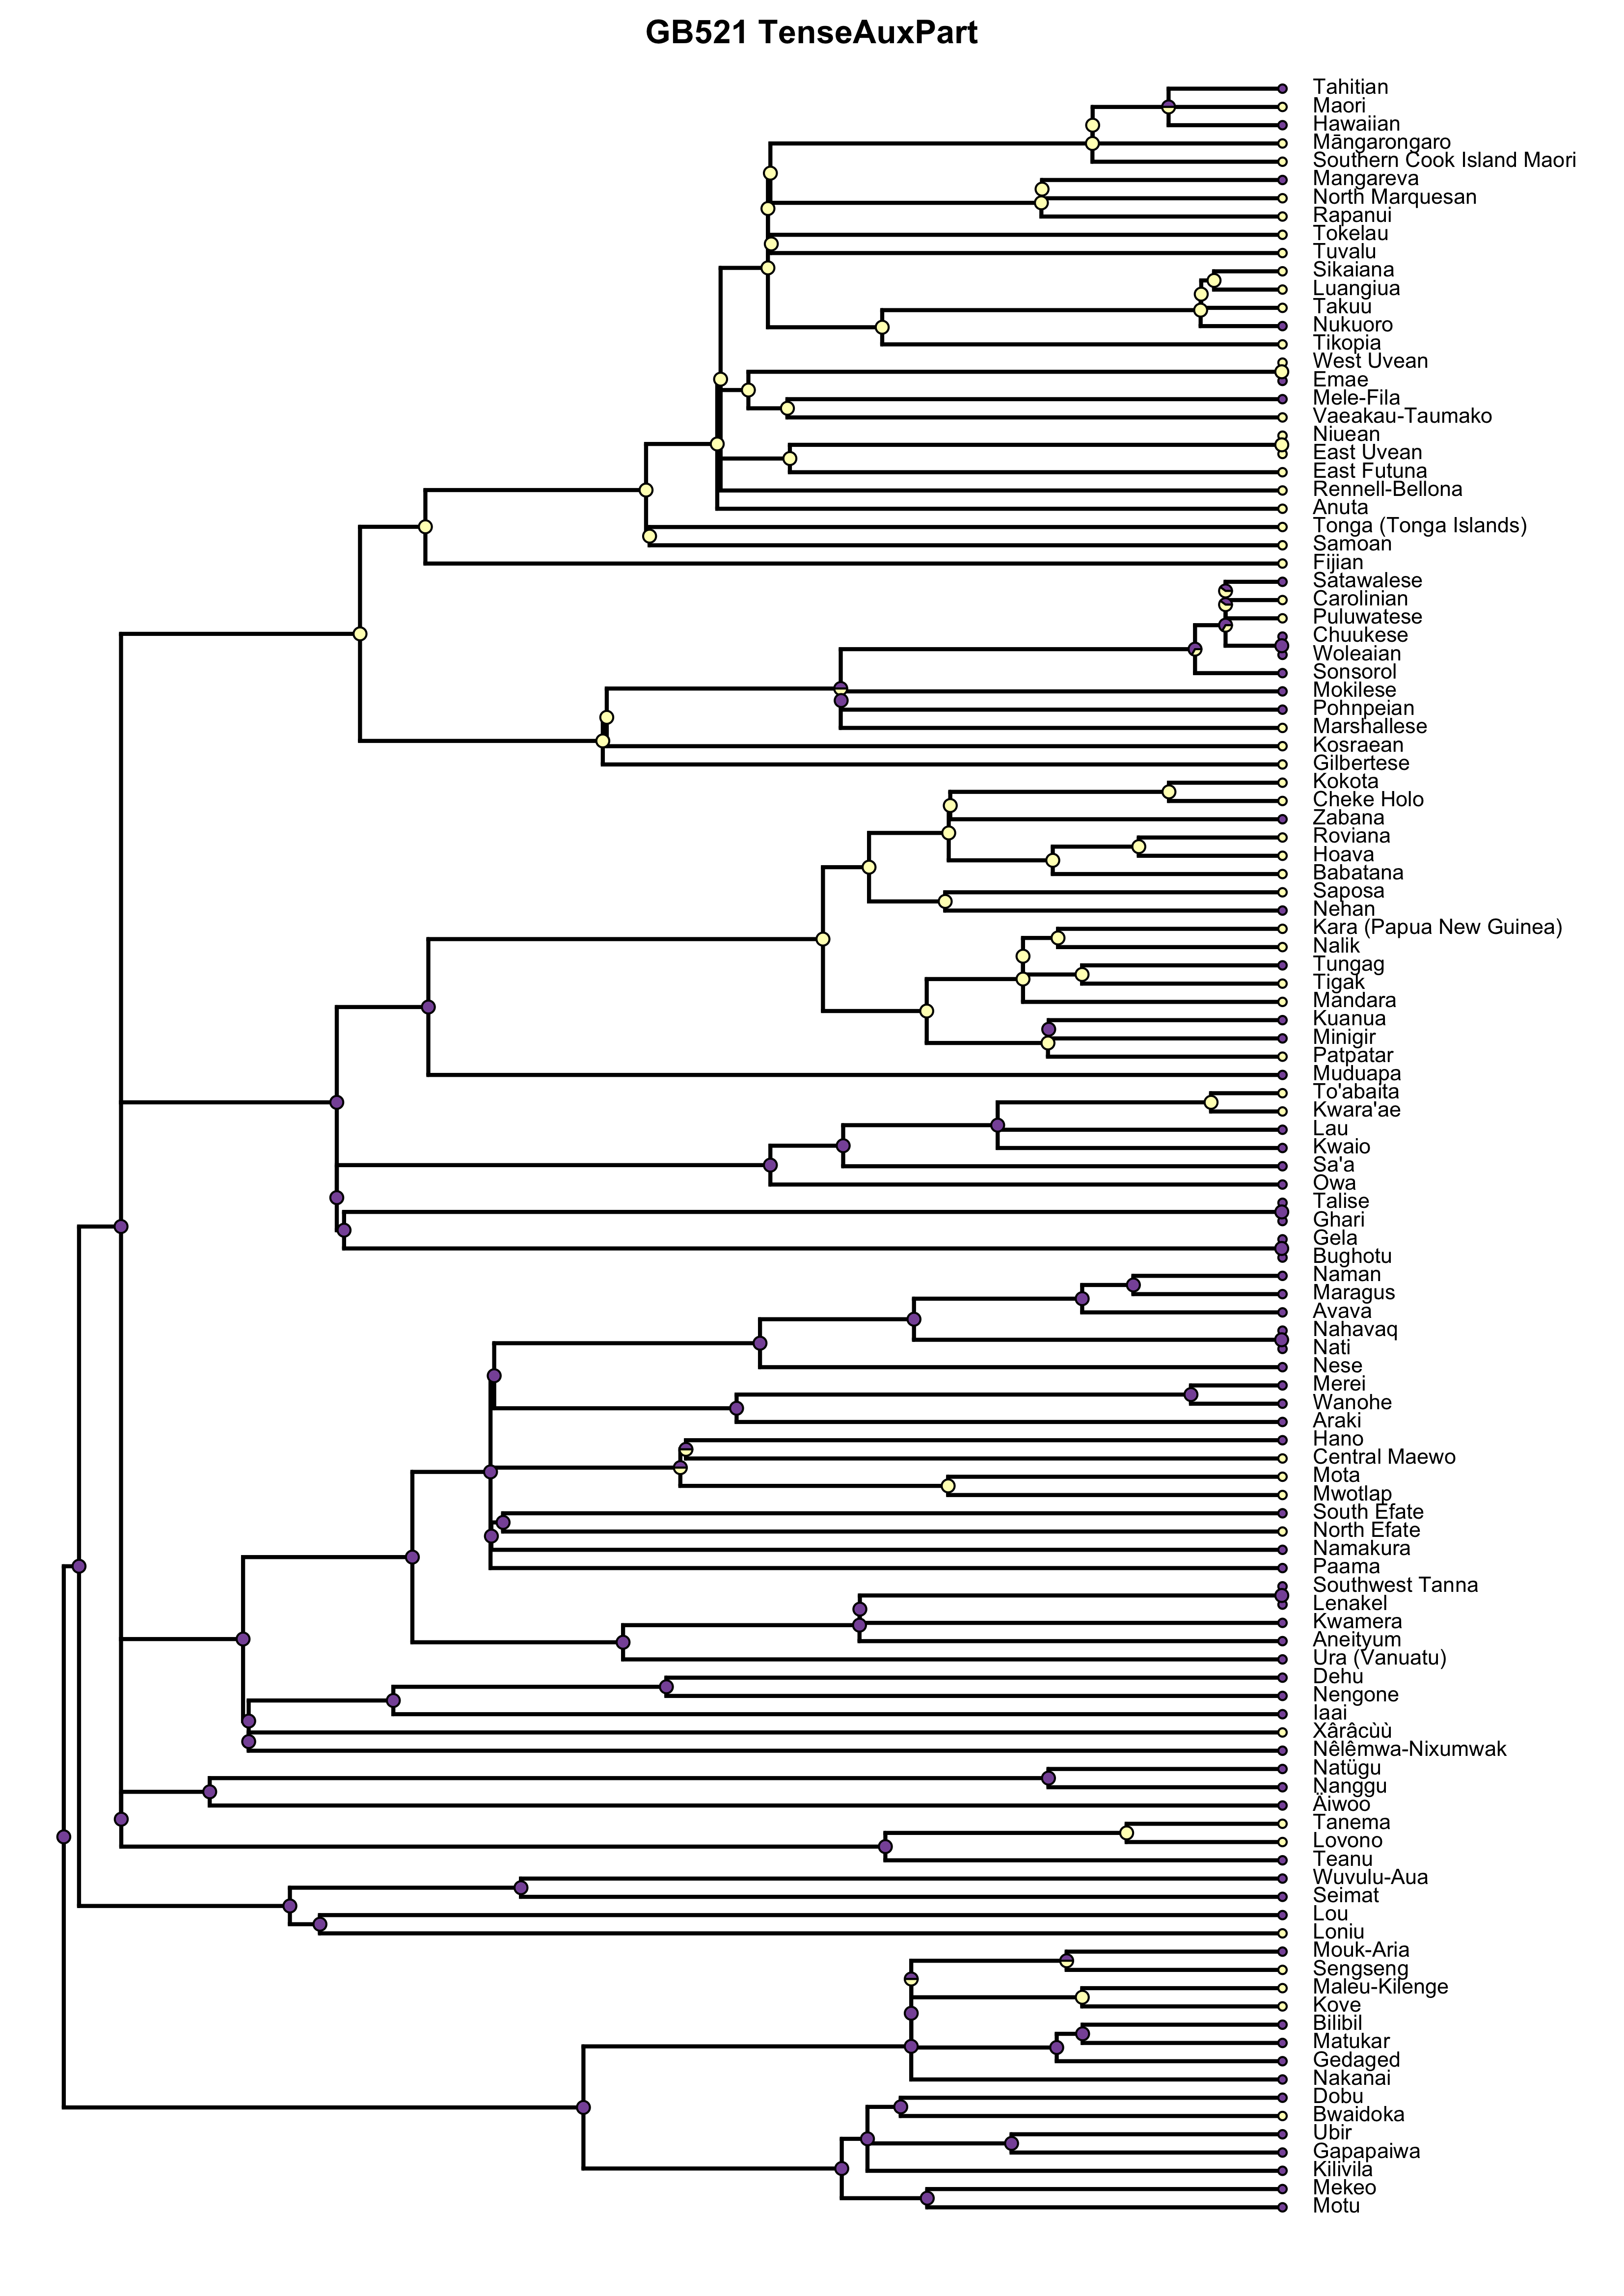 GB521 TenseAuxPart
Tahitian
Maori
Hawaiian
Māngarongaro
Southern Cook Island Maori
Mangareva
North Marquesan
Rapanui
Tokelau
Tuvalu
Sikaiana
Luangiua
Takuu
Nukuoro
Tikopia
West Uvean
Emae
Mele-Fila
Vaeakau-Taumako
Niuean
East Uvean
East Futuna
Rennell-Bellona
Anuta
Tonga (Tonga Islands)
Samoan
Fijian
Satawalese
Carolinian
Puluwatese
Chuukese
Woleaian
Sonsorol
Mokilese
Pohnpeian
Marshallese
Kosraean
Gilbertese
Kokota
Cheke Holo
Zabana
Roviana
Hoava
Babatana
Saposa
Nehan
Kara (Papua New Guinea)
Nalik
Tungag
Tigak
Mandara
Kuanua
Minigir
Patpatar
Muduapa
To'abaita
Kwara'ae
Lau
Kwaio
Sa'a
Owa
Talise
Ghari
Gela
Bughotu
Naman
Maragus
Avava
Nahavaq
Nati
Nese
Merei
Wanohe
Araki
Hano
Central Maewo
Mota
Mwotlap
South Efate
North Efate
Namakura
Paama
Southwest Tanna
Lenakel
Kwamera
Aneityum
Ura (Vanuatu)
Dehu
Nengone
Iaai
Xârâcùù
Nêlêmwa-Nixumwak
Natügu
Nanggu
Äiwoo
Tanema
Lovono
Teanu
Wuvulu-Aua
Seimat
Lou
Loniu
Mouk-Aria
Sengseng
Maleu-Kilenge
Kove
Bilibil
Matukar
Gedaged
Nakanai
Dobu
Bwaidoka
Ubir
Gapapaiwa
Kilivila
Mekeo
Motu